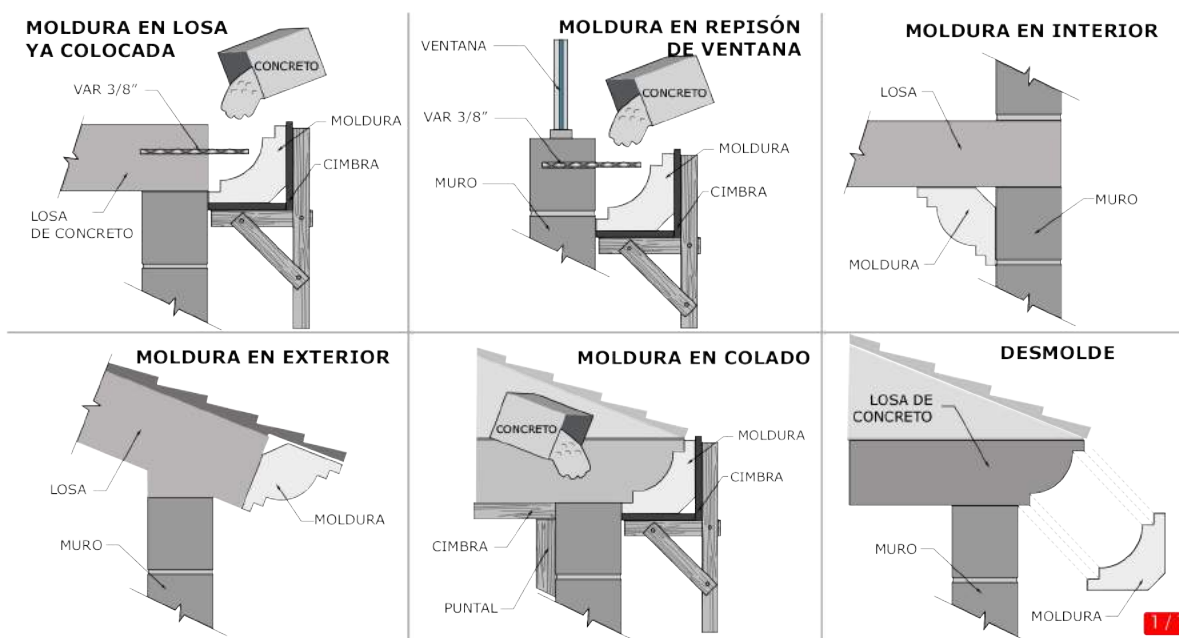 MOLDURA EN LOSA
YA COLOCADA
CONCRETO
VAR 3/8”
MOLDURA
CIMBRA
LOSA
DE CONCRETO
MOLDURA EN REPISÓN
DE VENTANA
VENTANA
CONCRETO
VAR 3/8”
MOLDURA
MURO
CIMBRA
MOLDURA EN INTERIOR
LOSA
MURO
MOLDURA
MOLDURA EN EXTERIOR
LOSA
MOLDURA
MURO
MOLDURA EN COLADO
CONCRETO
MOLDURA
CIMBRA
CIMBRA
PUNTAL
DESMOLDE
LOSA DE
CONCRETO
MURO
MOLDURA
1 /